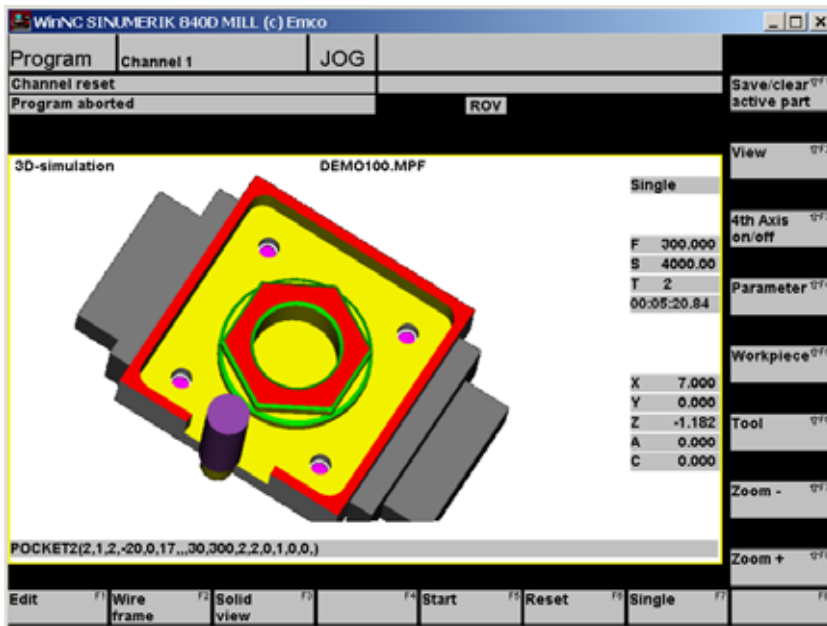 WinNC SINUMERIK 840D MILL (c) Emco
Program
Channel 1
JOG
Channel reset
Program aborted
ROV
Save/clear
active part
3D-simulation
DEMO100.MPF
View
Single
4th Axis
on/off
F 300.000
S 4000.00
T 2
00:05:20.84
Parameter
Workpiece
X 7.000
Y 0.000
Z -1.182
A 0.000
C 0.000
Tool
Zoom -
POCKET2(2,1,2,-20,0,17,,,30,300,2,2,0,1,0,0,)
Zoom +
Edit F1
Wire F2
frame
Solid F3
view
F4
Start F5
Reset F6
Single F7
F8